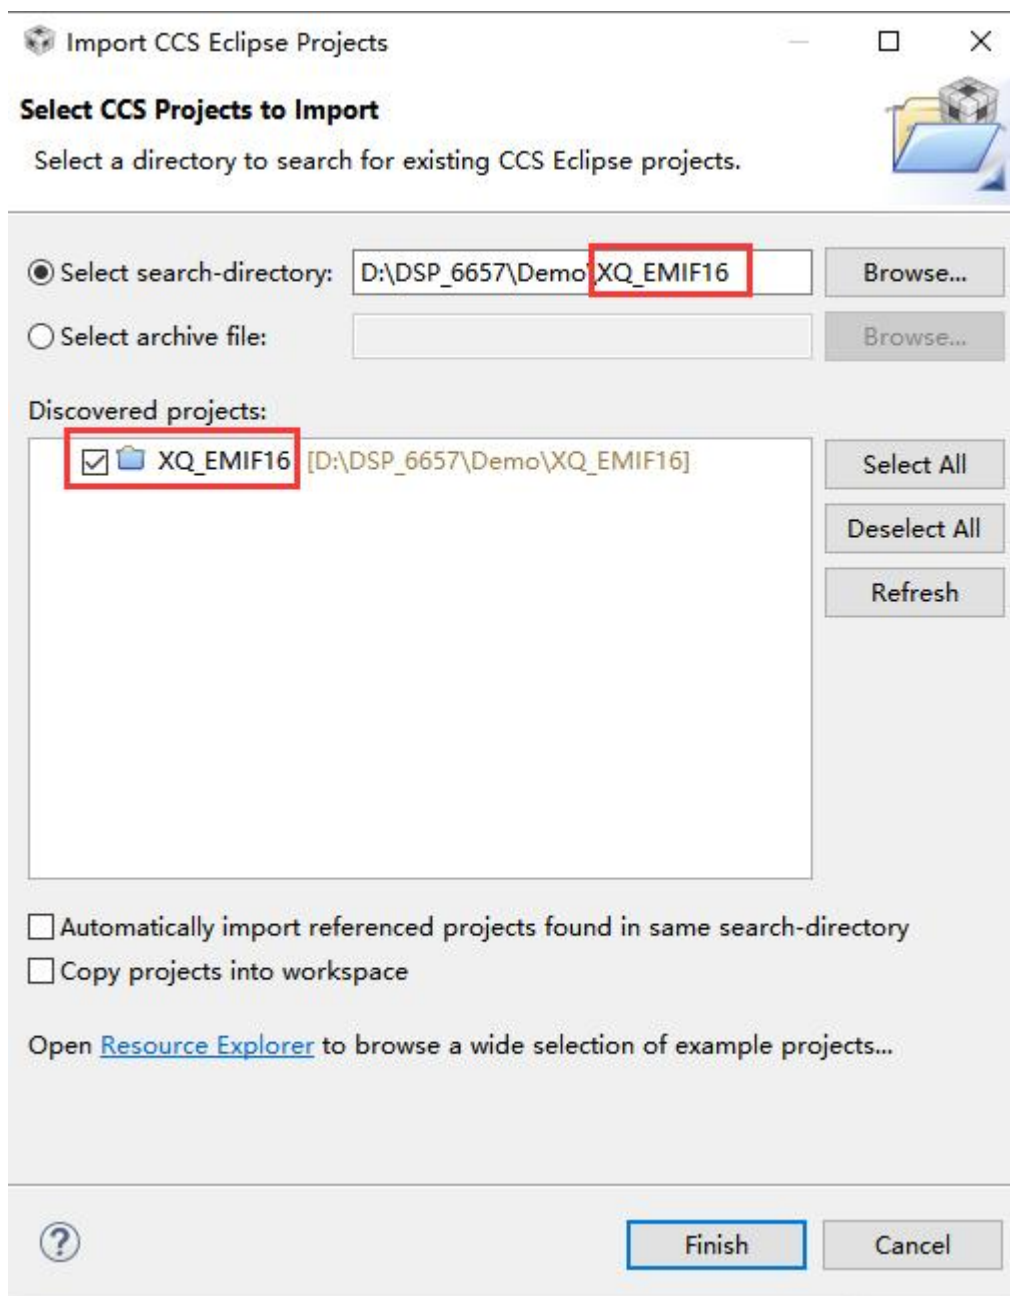 Import CCS Eclipse Projects
Select CCS Projects to Import
Select a directory to search for existing CCS Eclipse projects.
Select search-directory: D:\DSP_6657\Demo\XQ_EMIF16 Browse...
Select archive file: Browse...
Discovered projects:
XQ_EMIF16 [D:\DSP_6657\Demo\XQ_EMIF16] Select All
Deselect All
Refresh
Automatically import referenced projects found in same search-directory
Copy projects into workspace
Open Resource Explorer to browse a wide selection of example projects...
? Finish Cancel